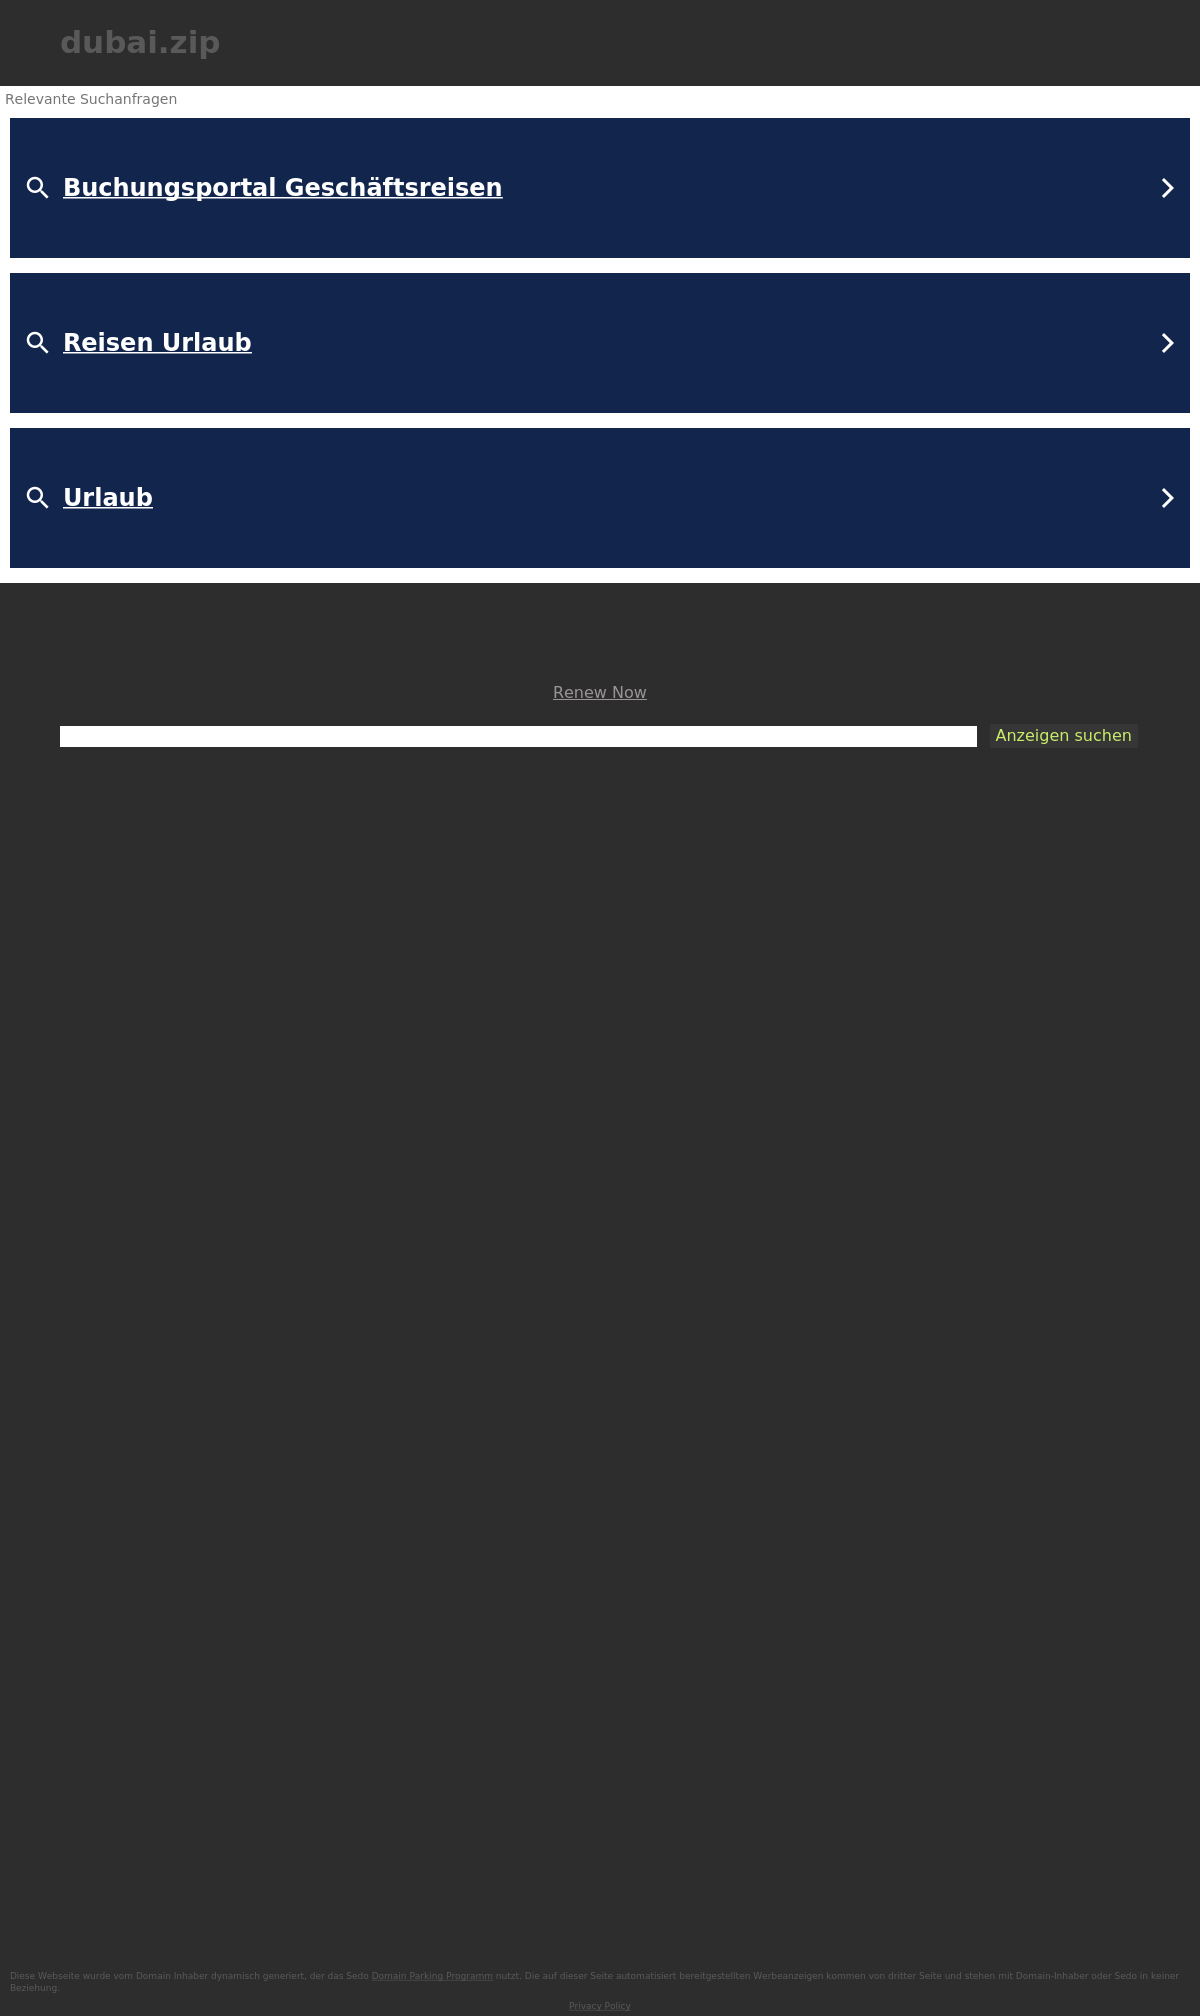 dubai.zip
Relevante Suchanfragen
Buchungsportal Geschäftsreisen
Reisen Urlaub
Urlaub
Renew Now
Anzeigen suchen
Diese Webseite wurde vom Domain Inhaber dynamisch generiert, der das Sedo Domain Parking Programm nutzt. Die auf dieser Seite automatisiert bereitgestellten Werbeanzeigen kommen von dritter Seite und stehen mit Domain-Inhaber oder Sedo in keiner
Beziehung.
Privacy Policy